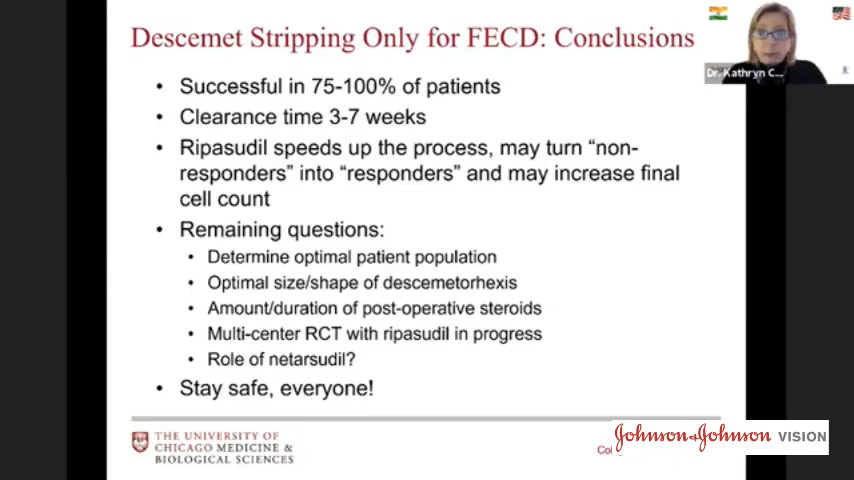 Descemet Stripping Only for FECD: Conclusions
Dr. Kathryn C...
• Successful in 75-100% of patients
• Clearance time 3-7 weeks
• Ripasudil speeds up the process, may turn “non-
responders” into “responders” and may increase final
cell count
• Remaining questions:
• Determine optimal patient population
• Optimal size/shape of descemetorhexis
• Amount/duration of post-operative steroids
• Multi-center RCT with ripasudil in progress
• Role of netarsudil?
• Stay safe, everyone!
THE UNIVERSITY OF
CHICAGO MEDICINE &
BIOLOGICAL SCIENCES
Johnson & Johnson VISION